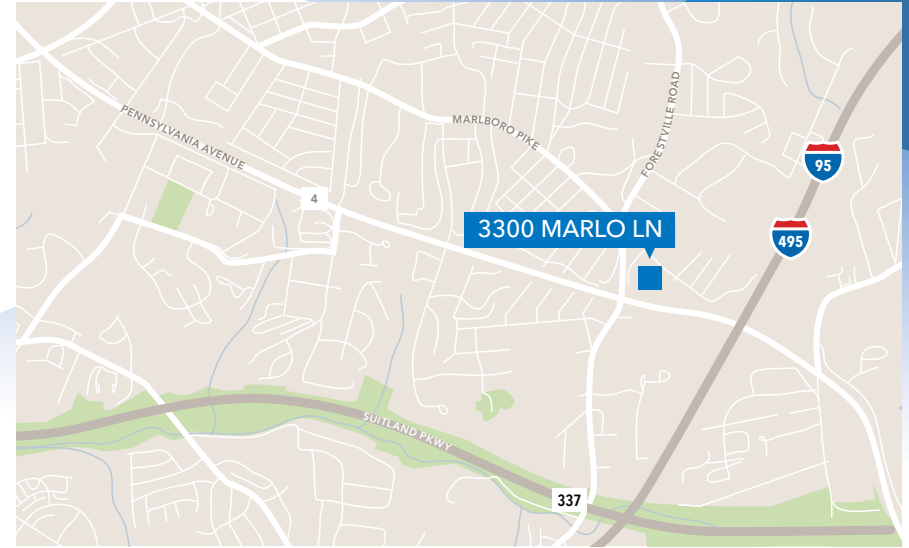 PENNSYLVANIA AVENUE
MARLBORO PIKE
FORESTVILLE ROAD
95
4
3300 MARLO LN
495
SUITLAND PKWY
337